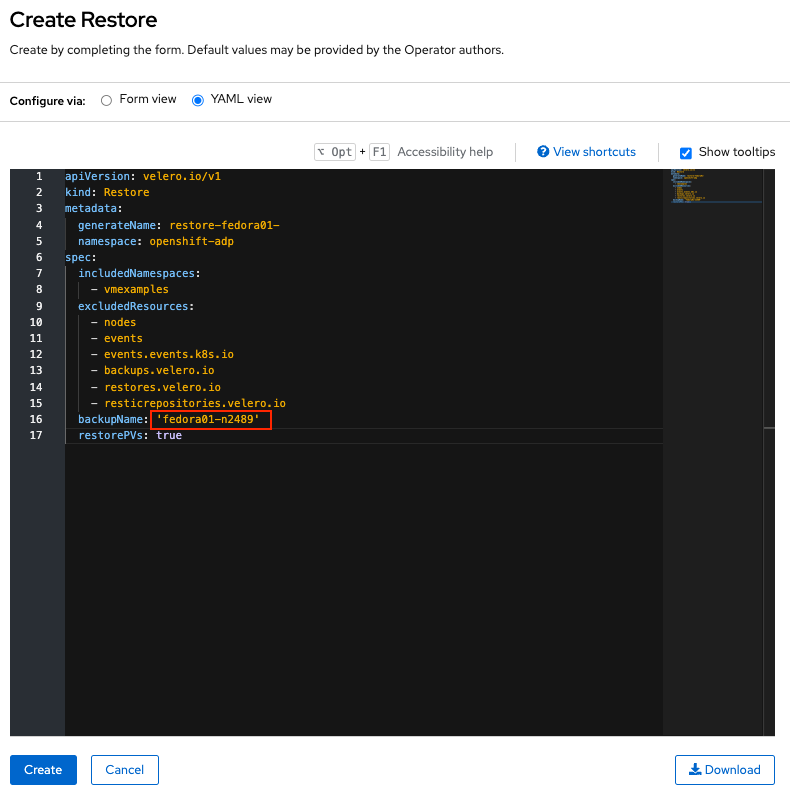 Create Restore
Create by completing the form. Default values may be provided by the Operator authors.
Configure via: Form view YAML view
⌥ Opt + F1 Accessibility help View shortcuts Show tooltips
1 apiVersion: velero.io/v1
2 kind: Restore
3 metadata:
4 generateName: restore-fedora01-
5 namespace: openshift-adp
6 spec:
7 includedNamespaces:
8 - vmexamples
9 excludedResources:
10 - nodes
11 - events
12 - events.events.k8s.io
13 - backups.velero.io
14 - restores.velero.io
15 - resticrepositories.velero.io
16 backupName: 'fedora01-n2489'
17 restorePVs: true
Create Cancel Download